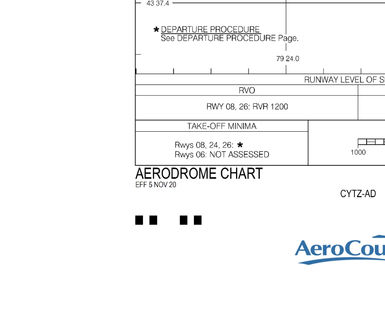 43 37.4
* DEPARTURE PROCEDURE
See DEPARTURE PROCEDURE Page.
79 24.0
RUNWAY LEVEL OF S
RVO
RWY 08, 26: RVR 1200
TAKE-OFF MINIMA
Rwys 08, 24, 26: *
Rwys 06: NOT ASSESSED
1000
AERODROME CHART
EFF 5 NOV 20
CYTZ-AD
AeroCou